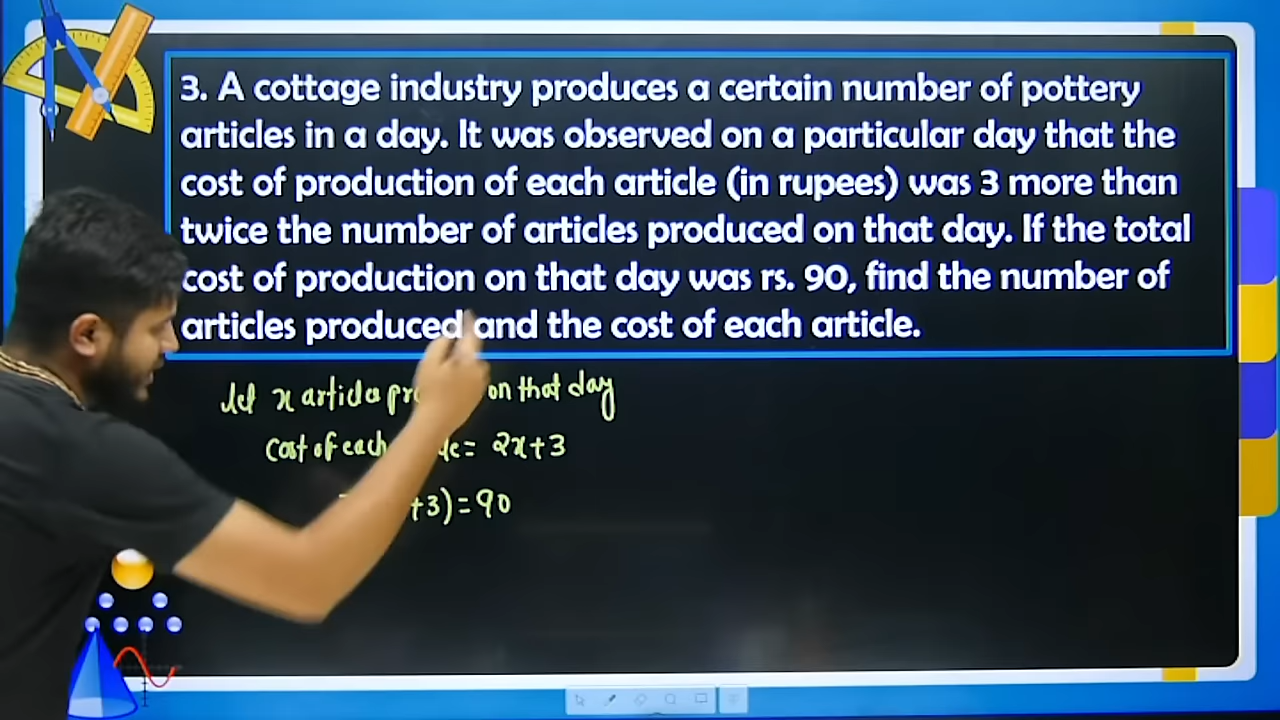 3. A cottage industry produces a certain number of pottery
articles in a day. It was observed on a particular day that the
cost of production of each article (in rupees) was 3 more than
twice the number of articles produced on that day. If the total
cost of production on that day was rs. 90, find the number of
articles produced and the cost of each article.
let x articles on that day
cost of each = 2x+3
+3)=90